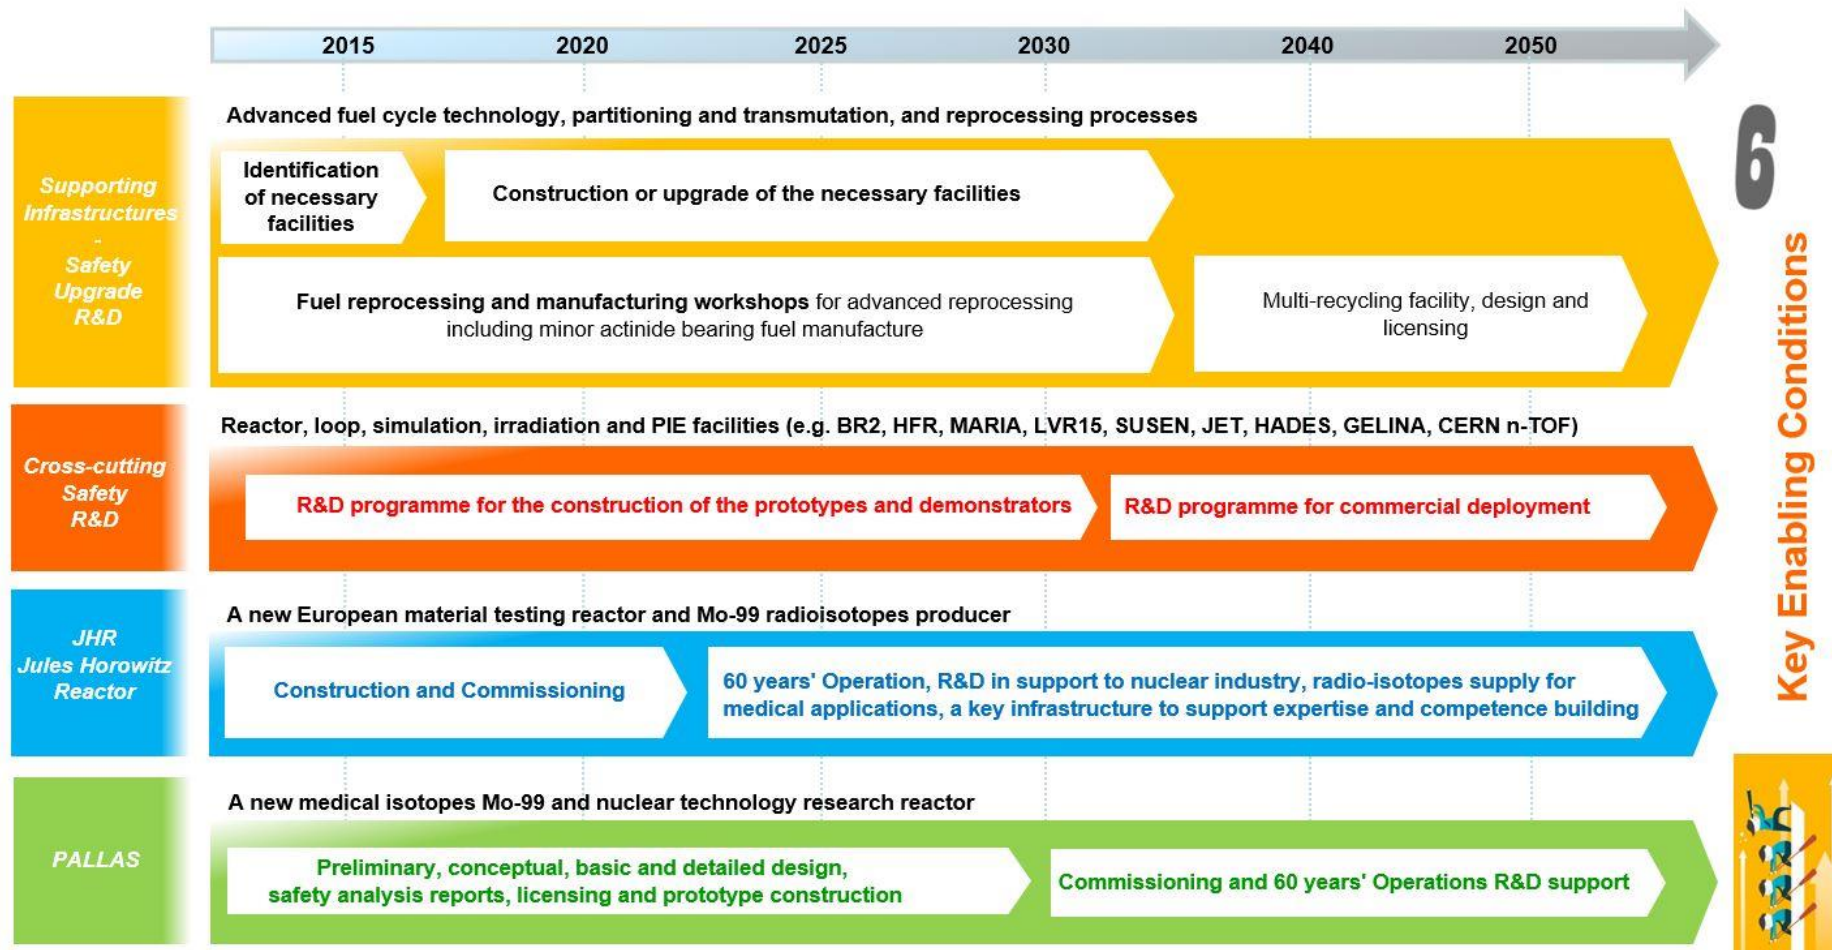 2015 2020 2025 2030 2040 2050
Advanced fuel cycle technology, partitioning and transmutation, and reprocessing processes
Supporting
Infrastructures
-
Safety
Upgrade
R&D
Identification
of necessary
facilities
Construction or upgrade of the necessary facilities
Fuel reprocessing and manufacturing workshops for advanced reprocessing
including minor actinide bearing fuel manufacture
Multi-recycling facility, design and
licensing
Reactor, loop, simulation, irradiation and PIE facilities (e.g. BR2, HFR, MARIA, LVR15, SUSEN, JET, HADES, GELINA, CERN n-TOF)
Cross-cutting
Safety
R&D
R&D programme for the construction of the prototypes and demonstrators
R&D programme for commercial deployment
A new European material testing reactor and Mo-99 radioisotopes producer
JHR
Jules Horowitz
Reactor
Construction and Commissioning
60 years' Operation, R&D in support to nuclear industry, radio-isotopes supply for
medical applications, a key infrastructure to support expertise and competence building
A new medical isotopes Mo-99 and nuclear technology research reactor
PALLAS
Preliminary, conceptual, basic and detailed design,
safety analysis reports, licensing and prototype construction
Commissioning and 60 years' Operations R&D support
6
Key Enabling Conditions